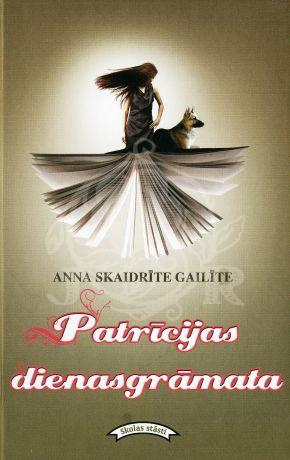 ANNA SKAIDRĪTE GAILĪTE
Patrīcijas
dienasgrāmata
Skolas stāsti